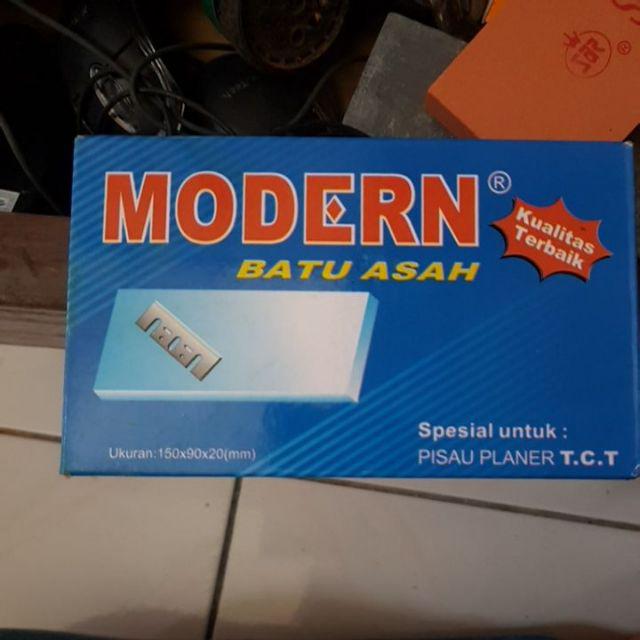 MODERN®
BATU ASAH
Kualitas
Terbaik
Ukuran: 150x90x20(mm)
Spesial untuk :
PISAU PLANER T.C.T